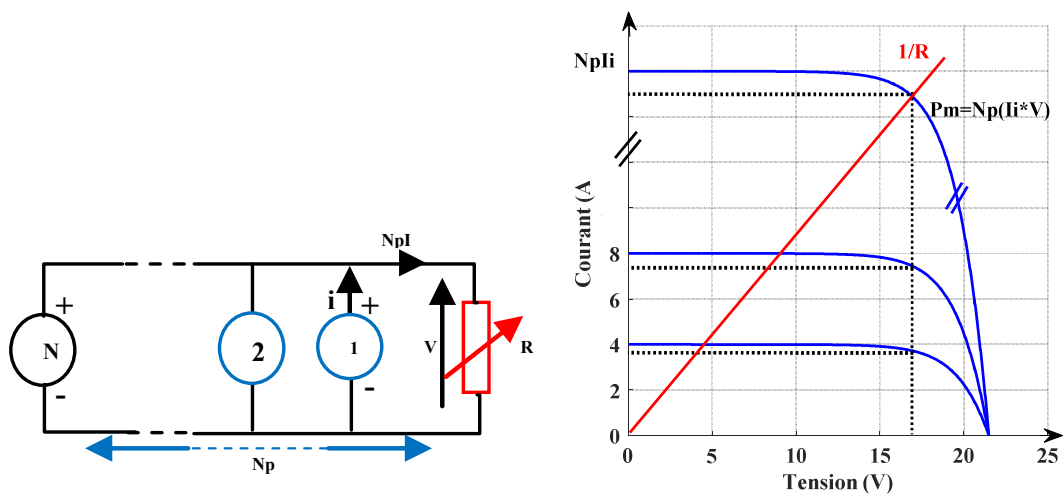 NpI
+
N
-
2
i
+
1
-
V
R
Np
NpIi
1/R
Pm=Np(Ii*V)
Courant (A
8
6
4
2
0
0 5 10 15 20 25
Tension (V)